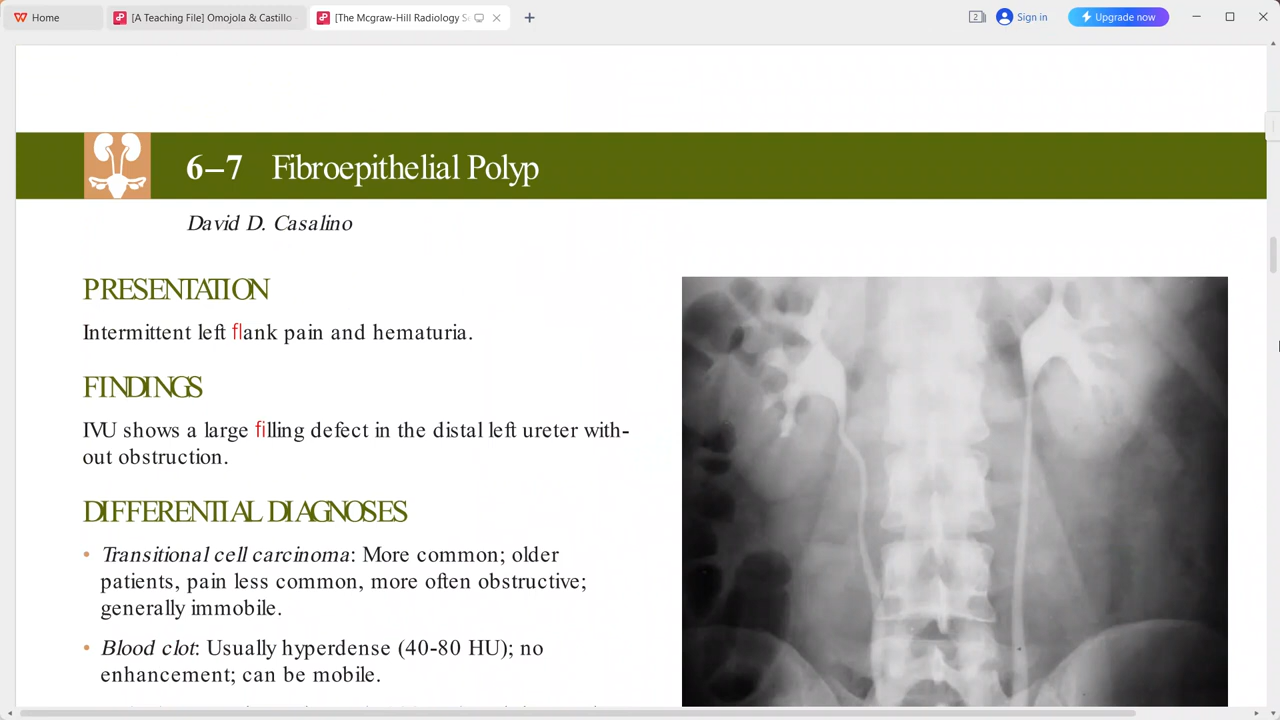 Home
[A Teaching File] Omojola & Castillo
[The Mcgraw-Hill Radiology S
2
Sign in
Upgrade now
6–7 Fibroepithelial Polyp
David D. Casalino
PRESENTATION
Intermittent left flank pain and hematuria.
FINDINGS
IVU shows a large filling defect in the distal left ureter with-
out obstruction.
DIFFERENTIAL DIAGNOSES
• Transitional cell carcinoma: More common; older
patients, pain less common, more often obstructive;
generally immobile.
• Blood clot: Usually hyperdense (40-80 HU); no
enhancement; can be mobile.